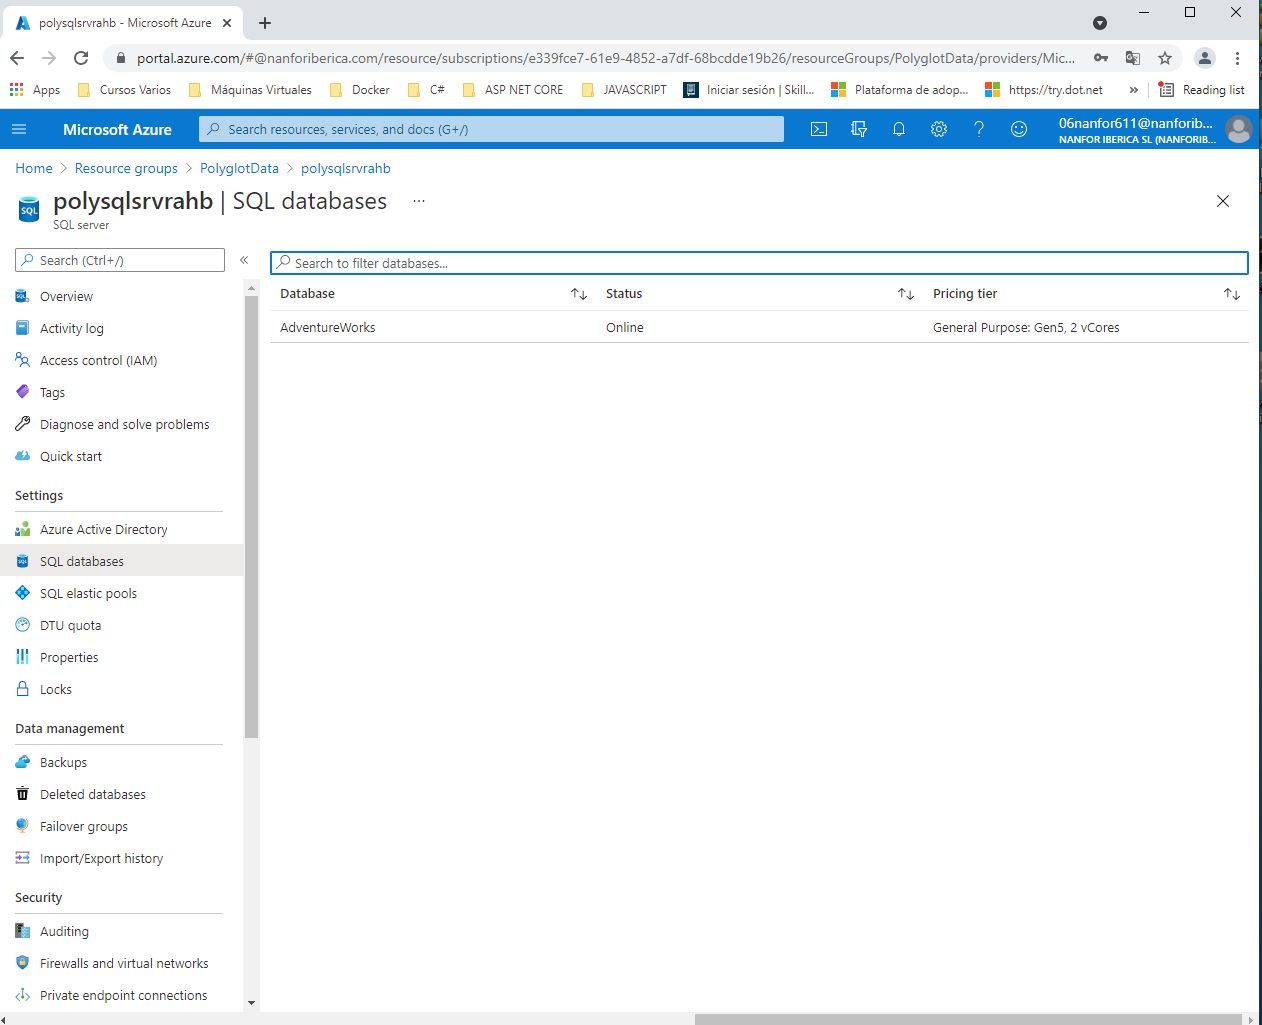 polysqlsrvrahb - Microsoft Azure
portal.azure.com/#@nanforiberica.com/resource/subscriptions/e339fce7-61e9-4852-a7df-68bcdde19b26/resourceGroups/PolyglotData/providers/Mic...
Apps Cursos Varios Máquinas Virtuales Docker C# ASP NET CORE JAVASCRIPT Iniciar sesión | Skill... Plataforma de adop... https://try.dot.net » Reading list
Microsoft Azure Search resources, services, and docs (G+/) 06nanfor611@nanforib...
NANFOR IBERICA SL (NANFORIB...
Home > Resource groups > PolyglotData > polysqlsrvrahb
SQL polysqlsrvrahb | SQL databases ...
SQL server
Search (Ctrl+/) «
Search to filter databases...
Database Status Pricing tier
AdventureWorks Online General Purpose: Gen5, 2 vCores
Overview
Activity log
Access control (IAM)
Tags
Diagnose and solve problems
Quick start
Settings
Azure Active Directory
SQL databases
SQL elastic pools
DTU quota
Properties
Locks
Data management
Backups
Deleted databases
Failover groups
Import/Export history
Security
Auditing
Firewalls and virtual networks
Private endpoint connections